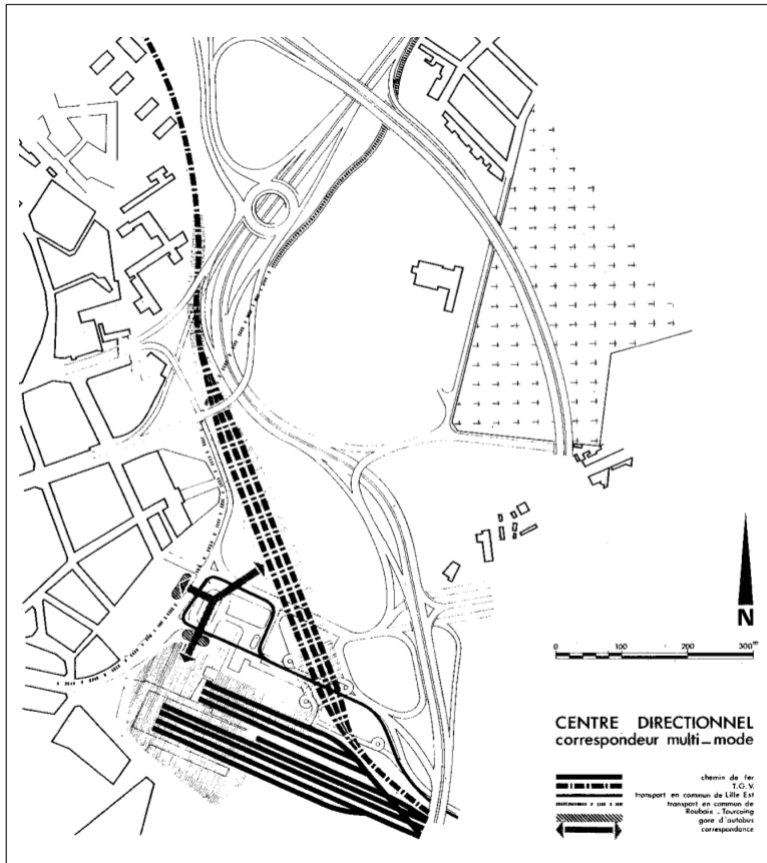 N
0 100 200 300 m
CENTRE DIRECTIONNEL
correspondeur multi-mode
chemin de fer
T.G.V.
transport en commun de Lille Est
transport en commun de
Roubaix - Tourcoing
gare d'autobus
correspondance